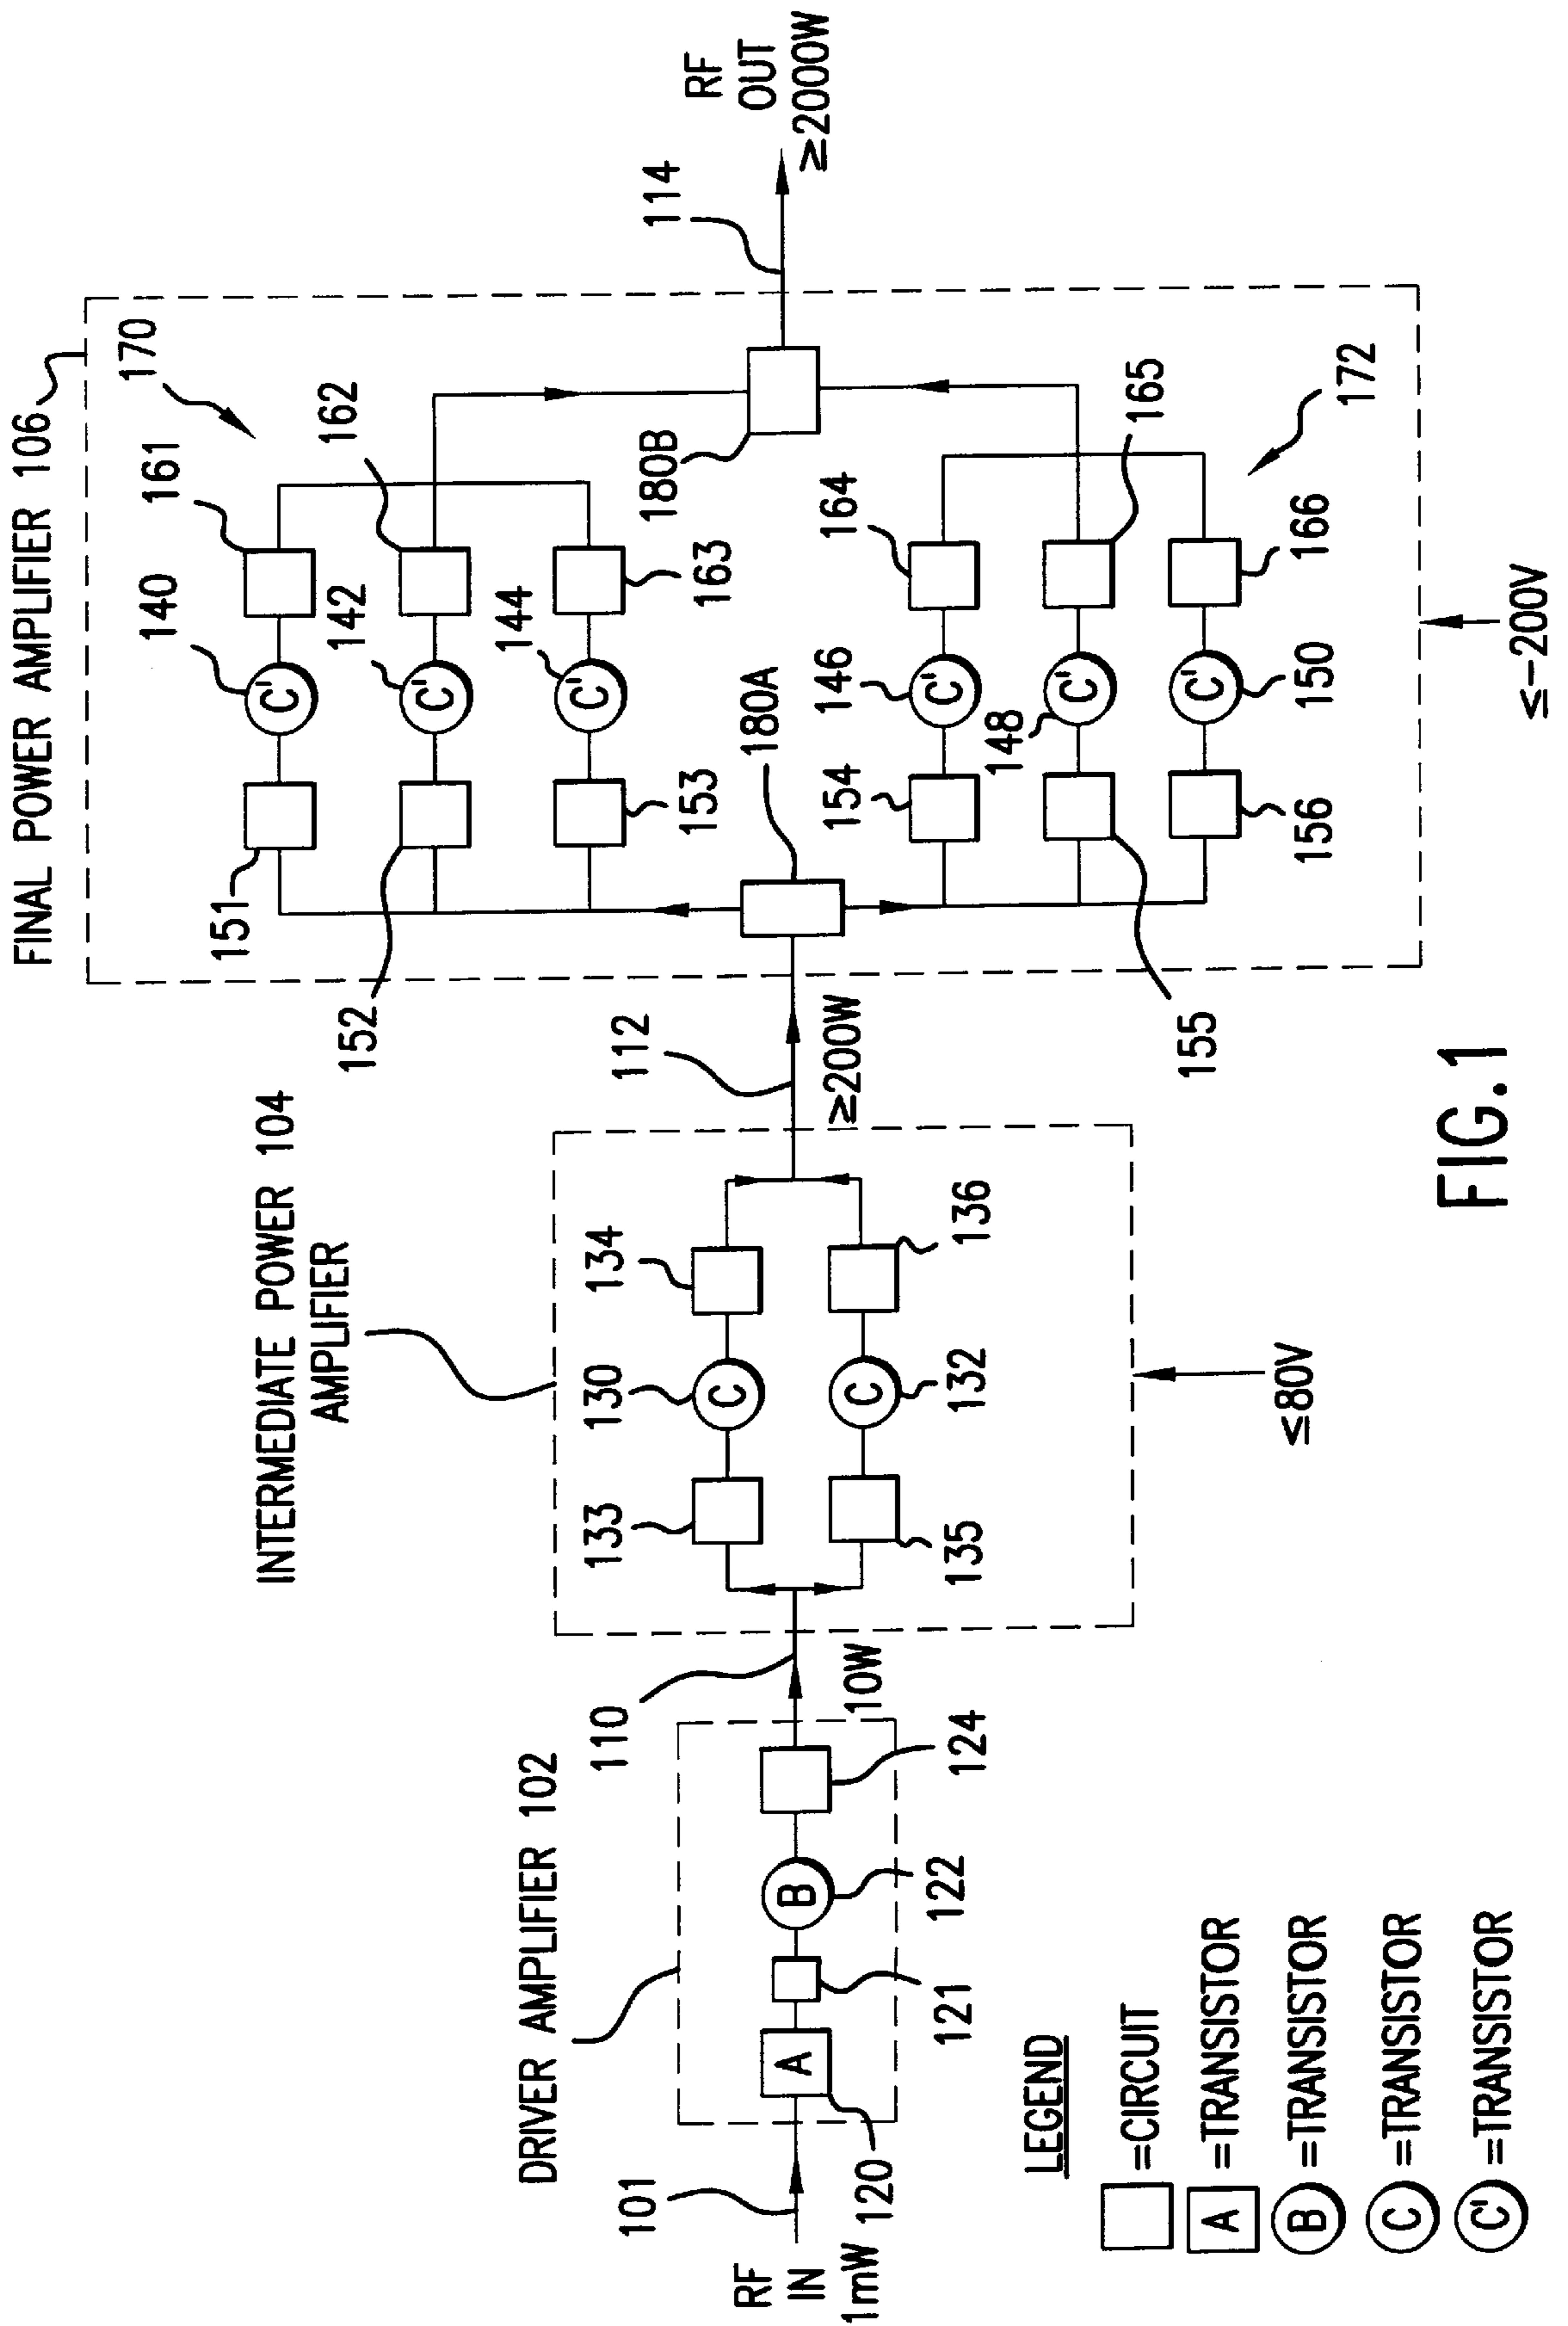 FINAL POWER AMPLIFIER 106
170
161
140
151
162
142
152
163
144
153
180B
180A
114
RF
OUT
≥2000W
164
146
154
165
148
155
166
150
156
172
≤-200V
INTERMEDIATE POWER 104
AMPLIFIER
112
≥200W
134
130
133
136
132
135
≤80V
DRIVER AMPLIFIER 102
110
10W
124
B
122
121
A
120
101
RF
IN
1mW
C
C
C'
C'
C'
C'
C'
C'
LEGEND
=CIRCUIT
A =TRANSISTOR
B =TRANSISTOR
C =TRANSISTOR
C' =TRANSISTOR
FIG.1